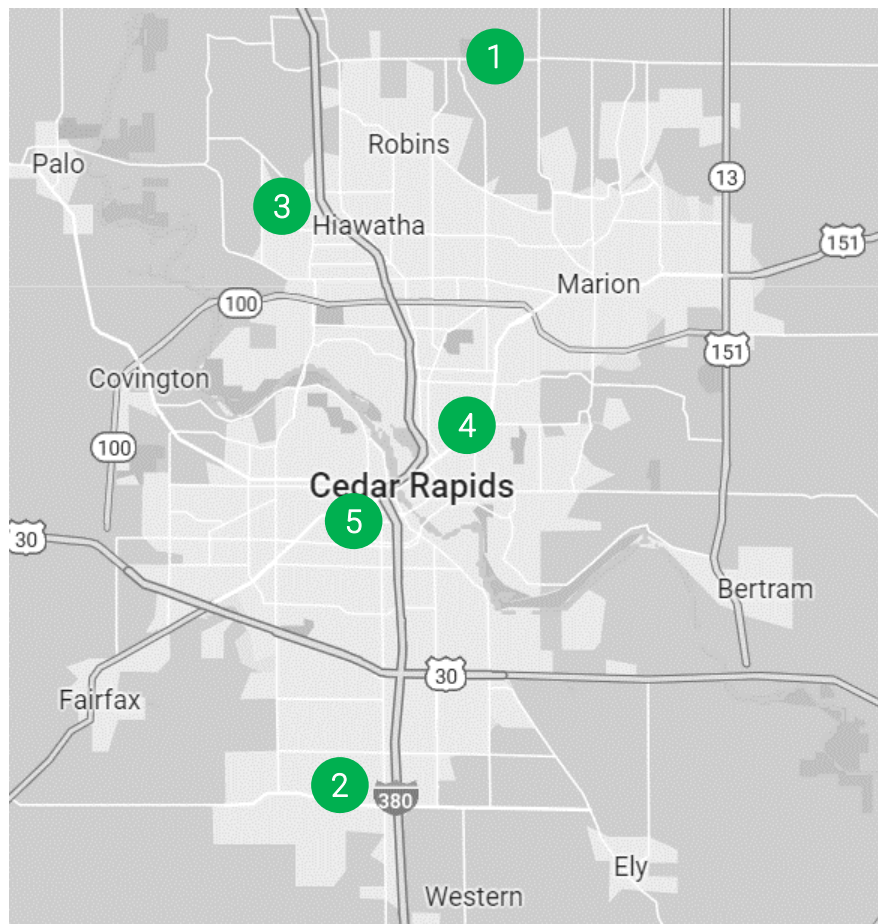 1
Robins
Palo
13
3
Hiawatha
151
Marion
100
151
Covington
4
100
Cedar Rapids
5
30
Bertram
30
Fairfax
2
380
Ely
Western